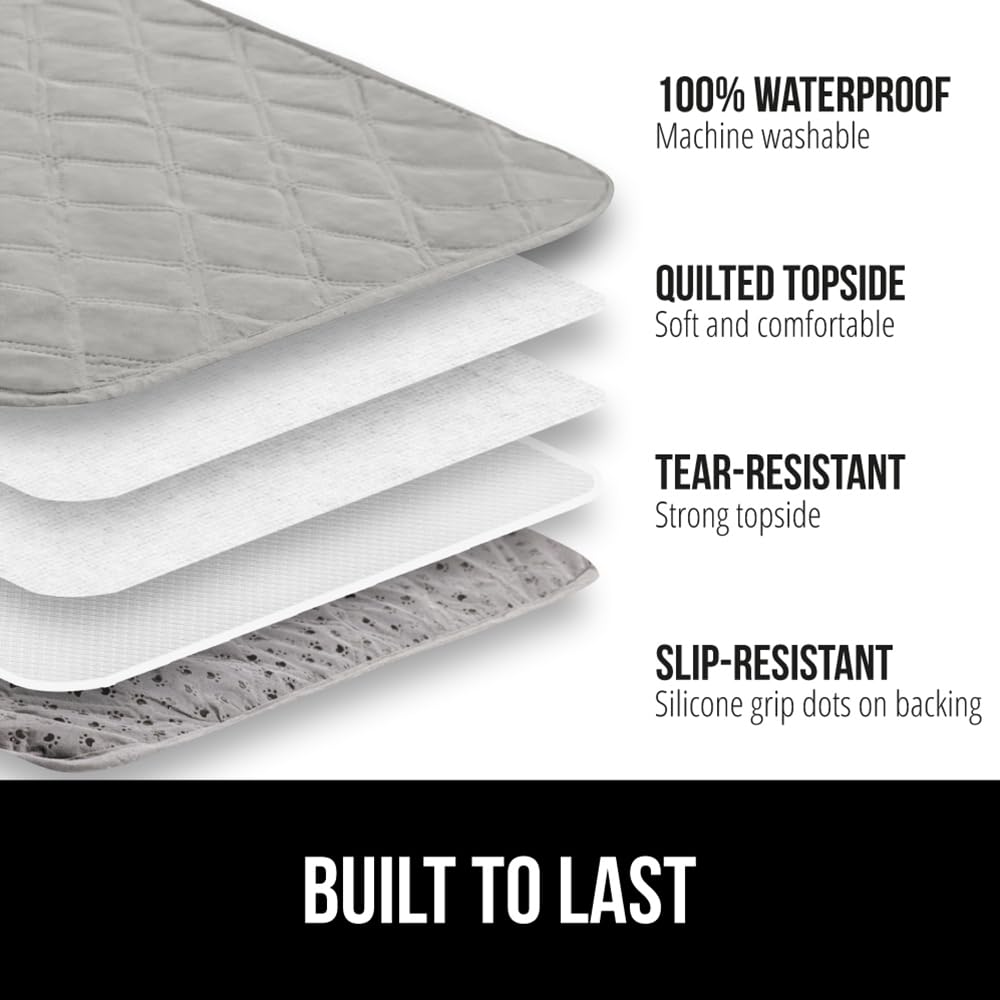 100% WATERPROOF
Machine washable
QUILTED TOPSIDE
Soft and comfortable
TEAR-RESISTANT
Strong topside
SLIP-RESISTANT
Silicone grip dots on backing
BUILT TO LAST